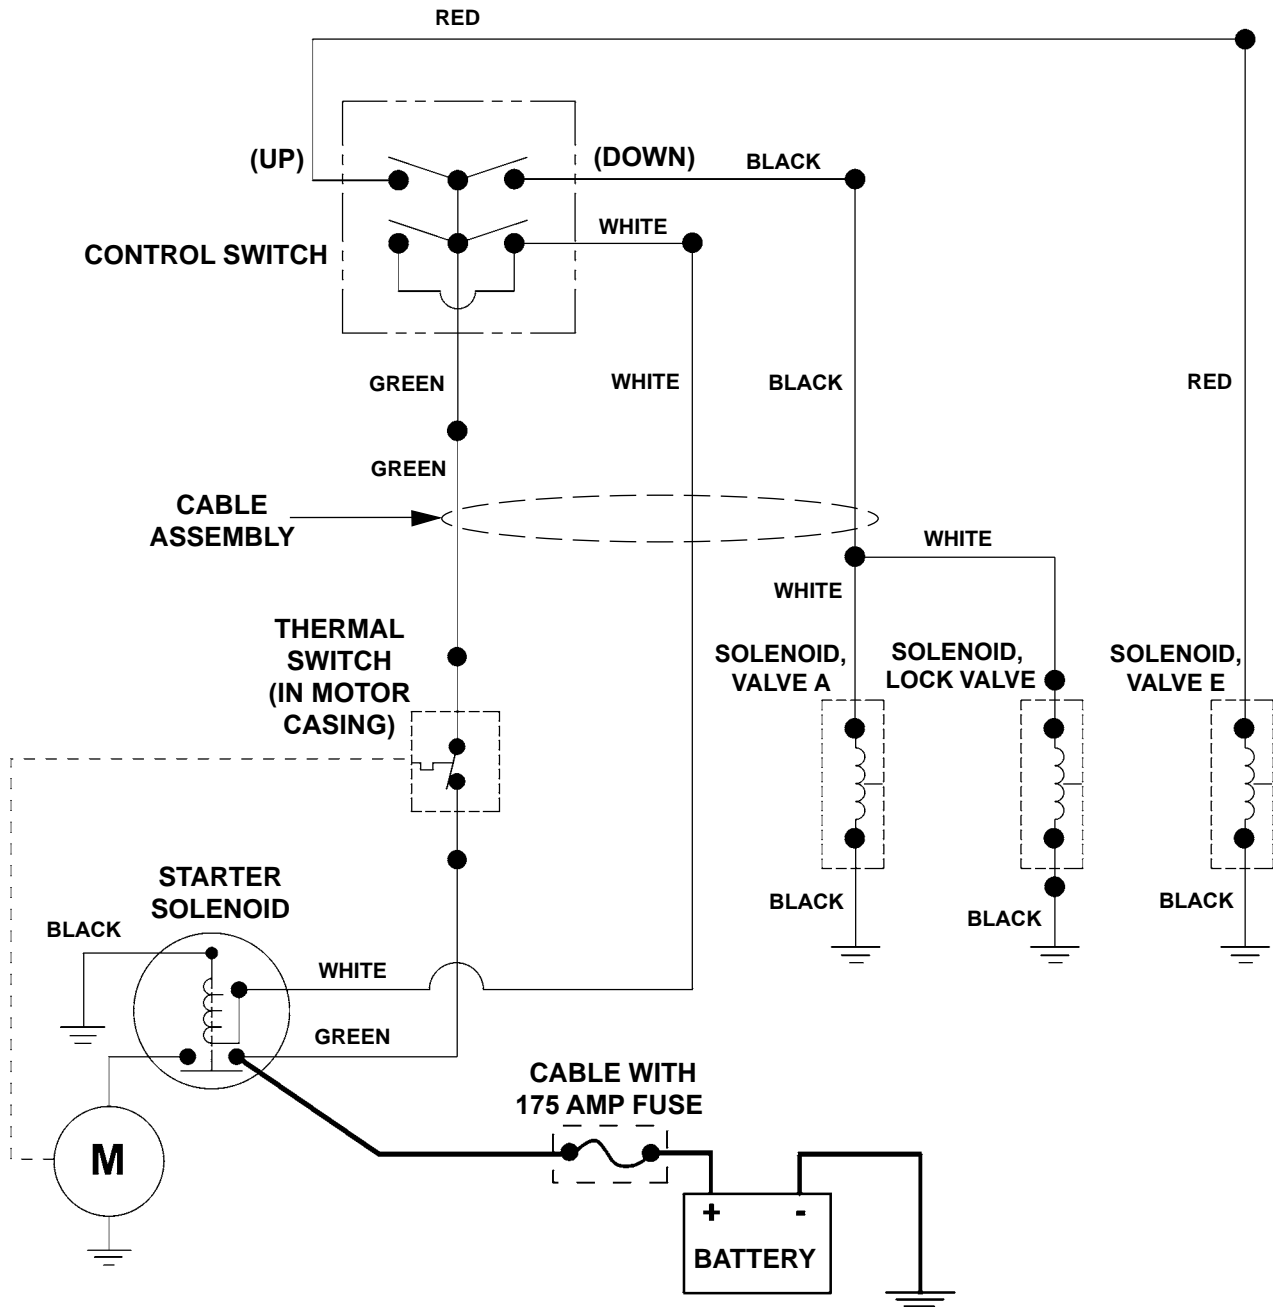 RED
(UP)
(DOWN)
BLACK
WHITE
CONTROL SWITCH
GREEN
WHITE
BLACK
RED
GREEN
CABLE
ASSEMBLY
WHITE
WHITE
THERMAL
SWITCH
(IN MOTOR
CASING)
SOLENOID,
VALVE A
SOLENOID,
LOCK VALVE
SOLENOID,
VALVE E
STARTER
SOLENOID
BLACK
BLACK
BLACK
BLACK
WHITE
GREEN
CABLE WITH
175 AMP FUSE
M
+ -
BATTERY